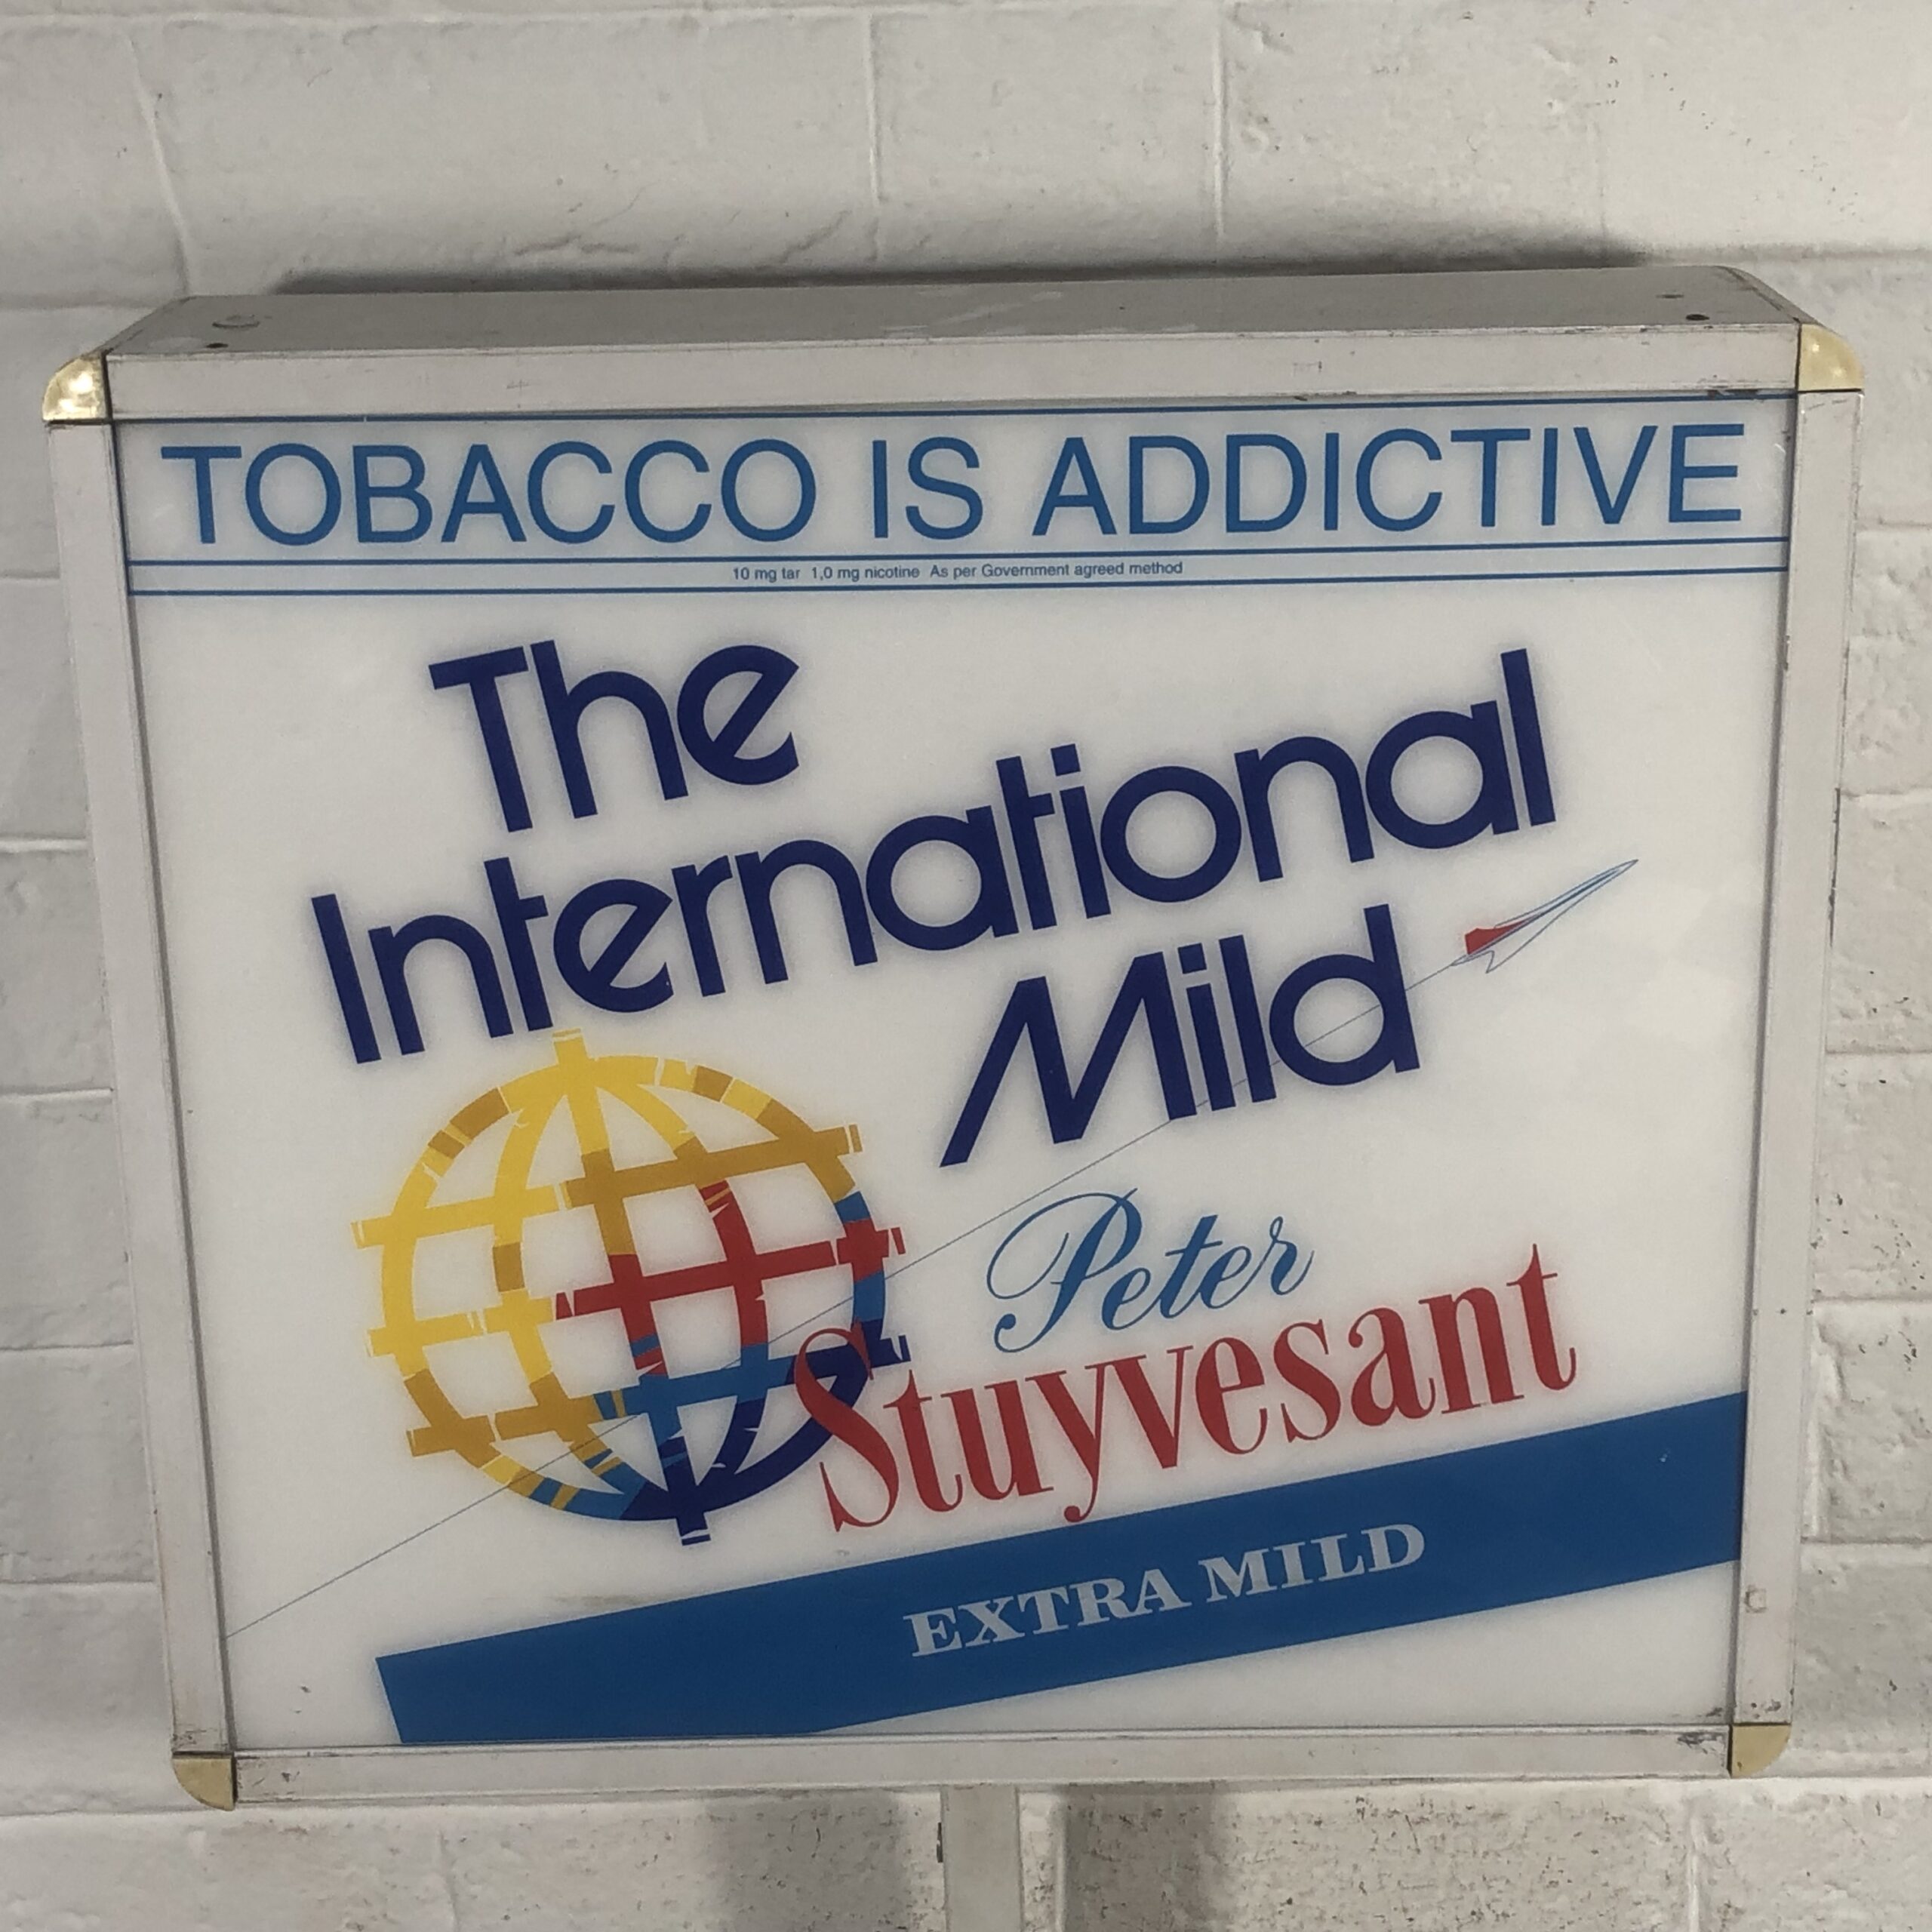 TOBACCO IS ADDICTIVE
10 mg tar 1,0 mg nicotine As per Government agreed method
The
International
Mild
Peter
Stuyvesant
EXTRA MILD